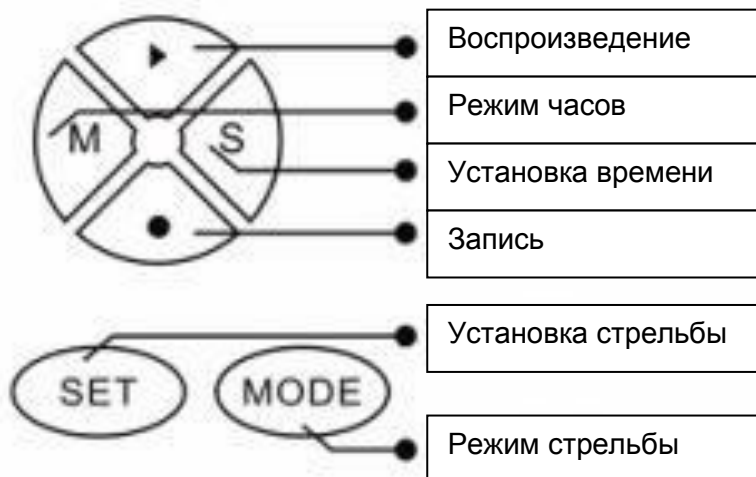 Воспроизведение
M
Режим часов
S
Установка времени
Запись
Установка стрельбы
SET
MODE
Режим стрельбы